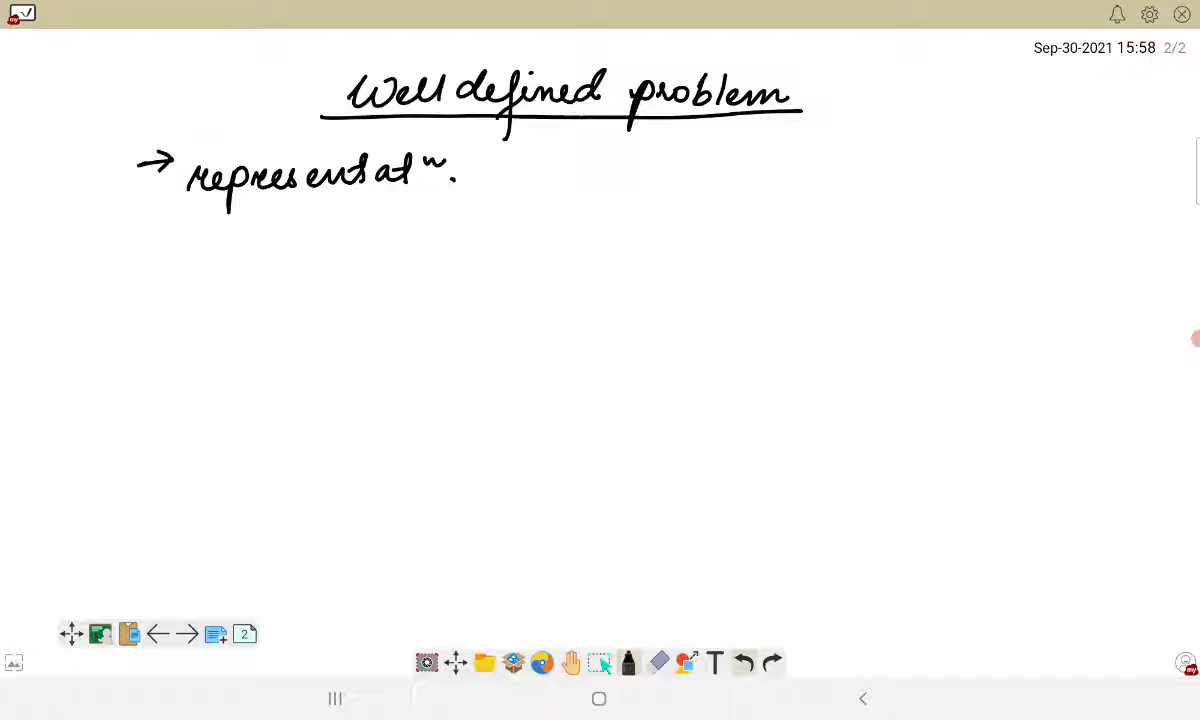 Sep-30-2021 15:58 2/2
Well defined problem
→ representatⁿ.
2
T